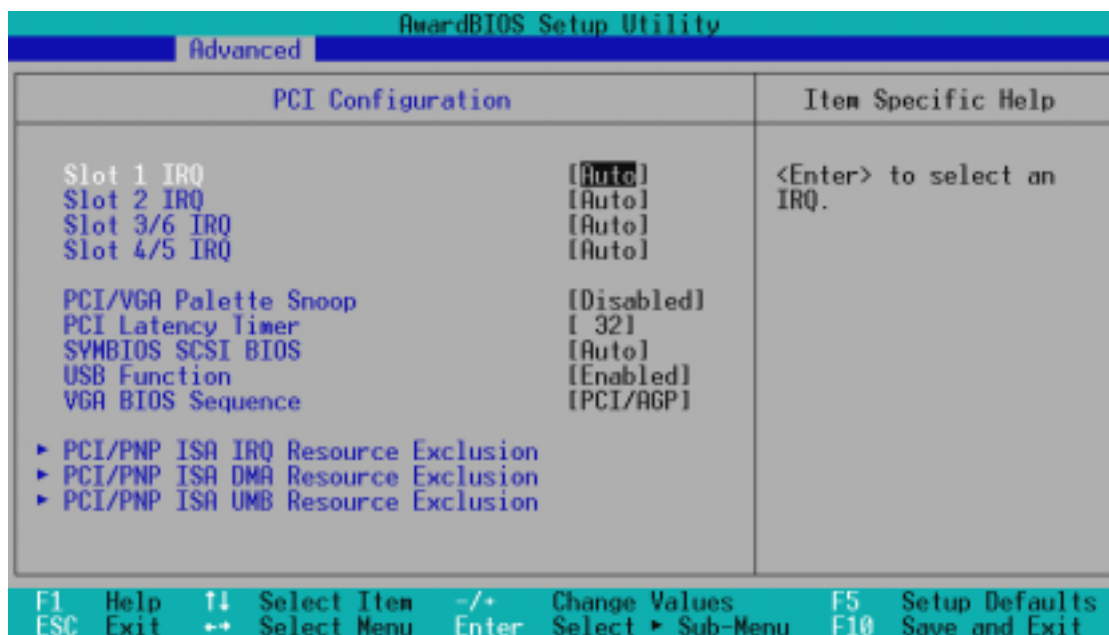 AwardBIOS Setup Utility
Advanced
PCI Configuration
Item Specific Help
Slot 1 IRQ [Auto]
Slot 2 IRQ [Auto]
Slot 3/6 IRQ [Auto]
Slot 4/5 IRQ [Auto]
PCI/VGA Palette Snoop [Disabled]
PCI Latency Timer [ 32]
SYMBIOS SCSI BIOS [Auto]
USB Function [Enabled]
VGA BIOS Sequence [PCI/AGP]
► PCI/PNP ISA IRQ Resource Exclusion
► PCI/PNP ISA DMA Resource Exclusion
► PCI/PNP ISA UMB Resource Exclusion
<Enter> to select an
IRQ.
F1 Help ↑↓ Select Item -/+ Change Values F5 Setup Defaults
ESC Exit ←→ Select Menu Enter Select ► Sub-Menu F10 Save and Exit